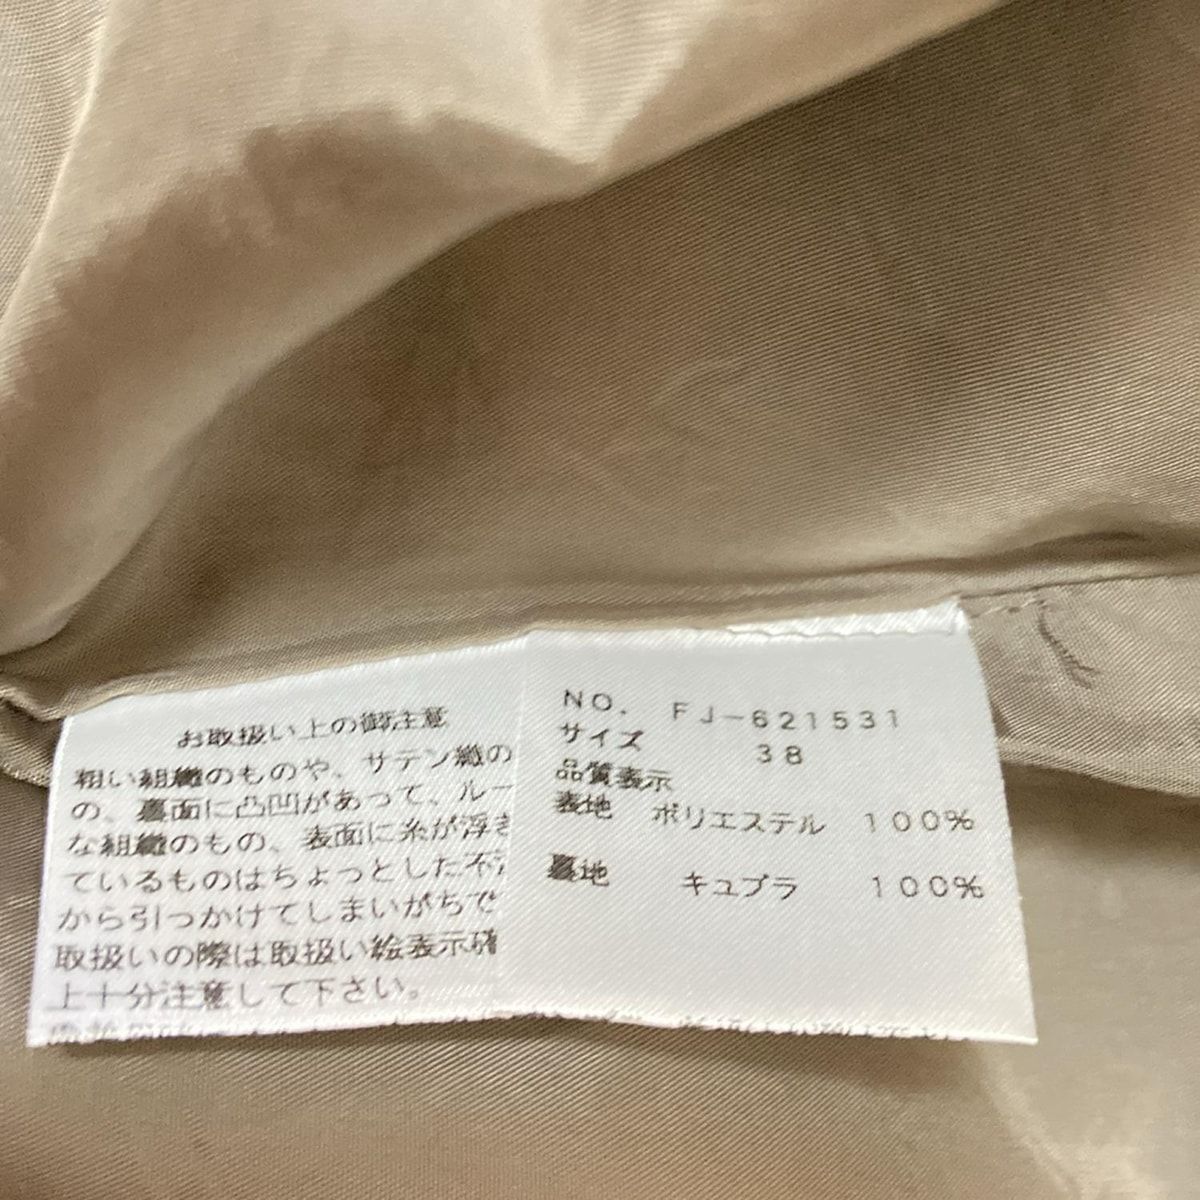 お取扱い上の御注意
粗い組織のものや、サテン織の
の、裏面に凸凹があって、ルー
な組織のもの、表面に糸が浮き
ているものはちょっとした不注
から引っかけてしまいがちで
取扱いの際は取扱い絵表示確
上十分注意して下さい。
NO. FJ-621531
サイズ 38
品質表示
表地 ポリエステル 100%
裏地 キュプラ 100%